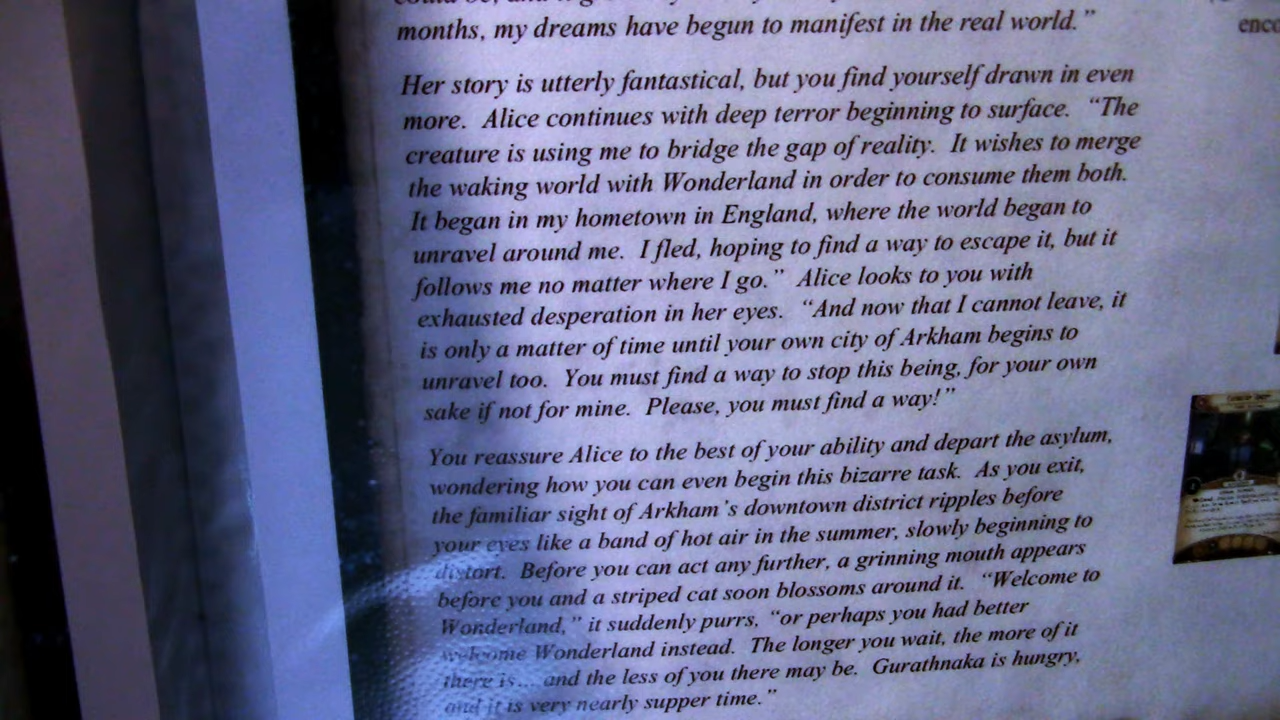 months, my dreams have begun to manifest in the real world.”
Her story is utterly fantastical, but you find yourself drawn in even
more. Alice continues with deep terror beginning to surface. “The
creature is using me to bridge the gap of reality. It wishes to merge
the waking world with Wonderland in order to consume them both.
It began in my hometown in England, where the world began to
unravel around me. I fled, hoping to find a way to escape it, but it
follows me no matter where I go.” Alice looks to you with
exhausted desperation in her eyes. “And now that I cannot leave, it
is only a matter of time until your own city of Arkham begins to
unravel too. You must find a way to stop this being, for your own
sake if not for mine. Please, you must find a way!”
You reassure Alice to the best of your ability and depart the asylum,
wondering how you can even begin this bizarre task. As you exit,
the familiar sight of Arkham’s downtown district ripples before
your eyes like a band of hot air in the summer, slowly beginning to
distort. Before you can act any further, a grinning mouth appears
before you and a striped cat soon blossoms around it. “Welcome to
Wonderland,” it suddenly purrs, “or perhaps you had better
welcome Wonderland instead. The longer you wait, the more of it
there is... and the less of you there may be. Gurathnaka is hungry,
and it is very nearly supper time.”